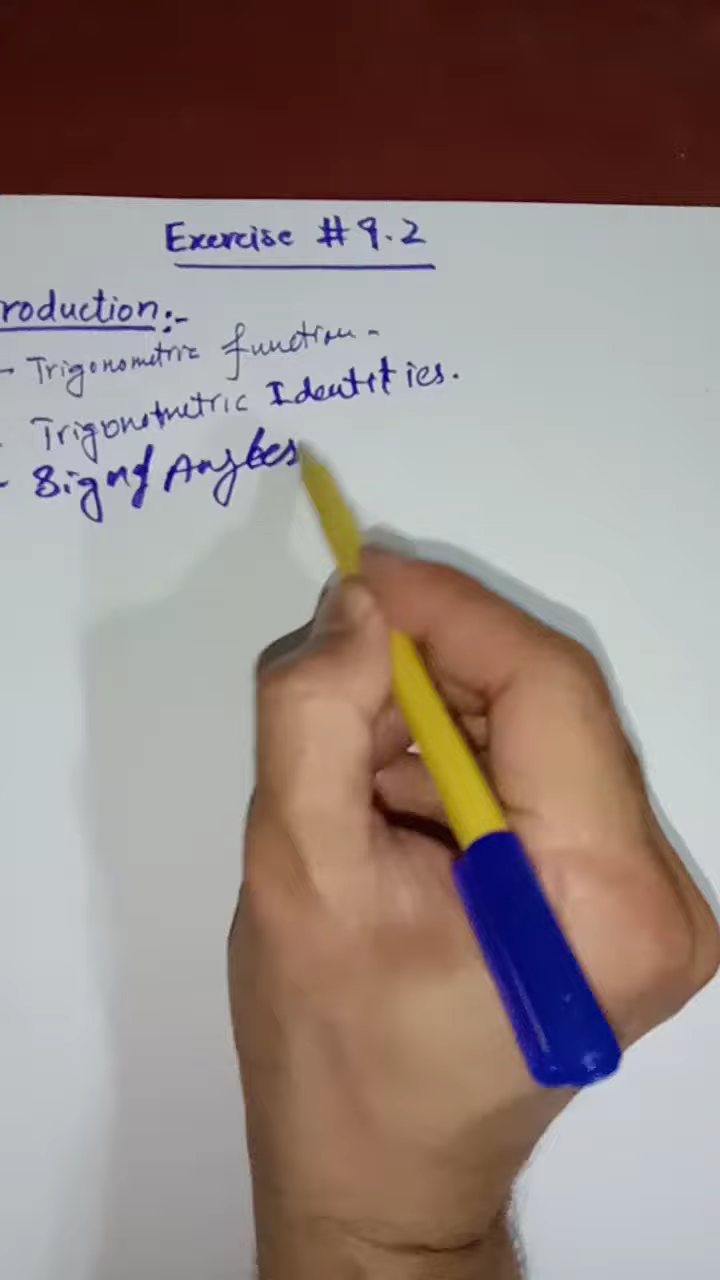 Exercise # 9.2
roduction:-
- Trigonometric function -
- Trigonometric Identities.
- Sign of Angles